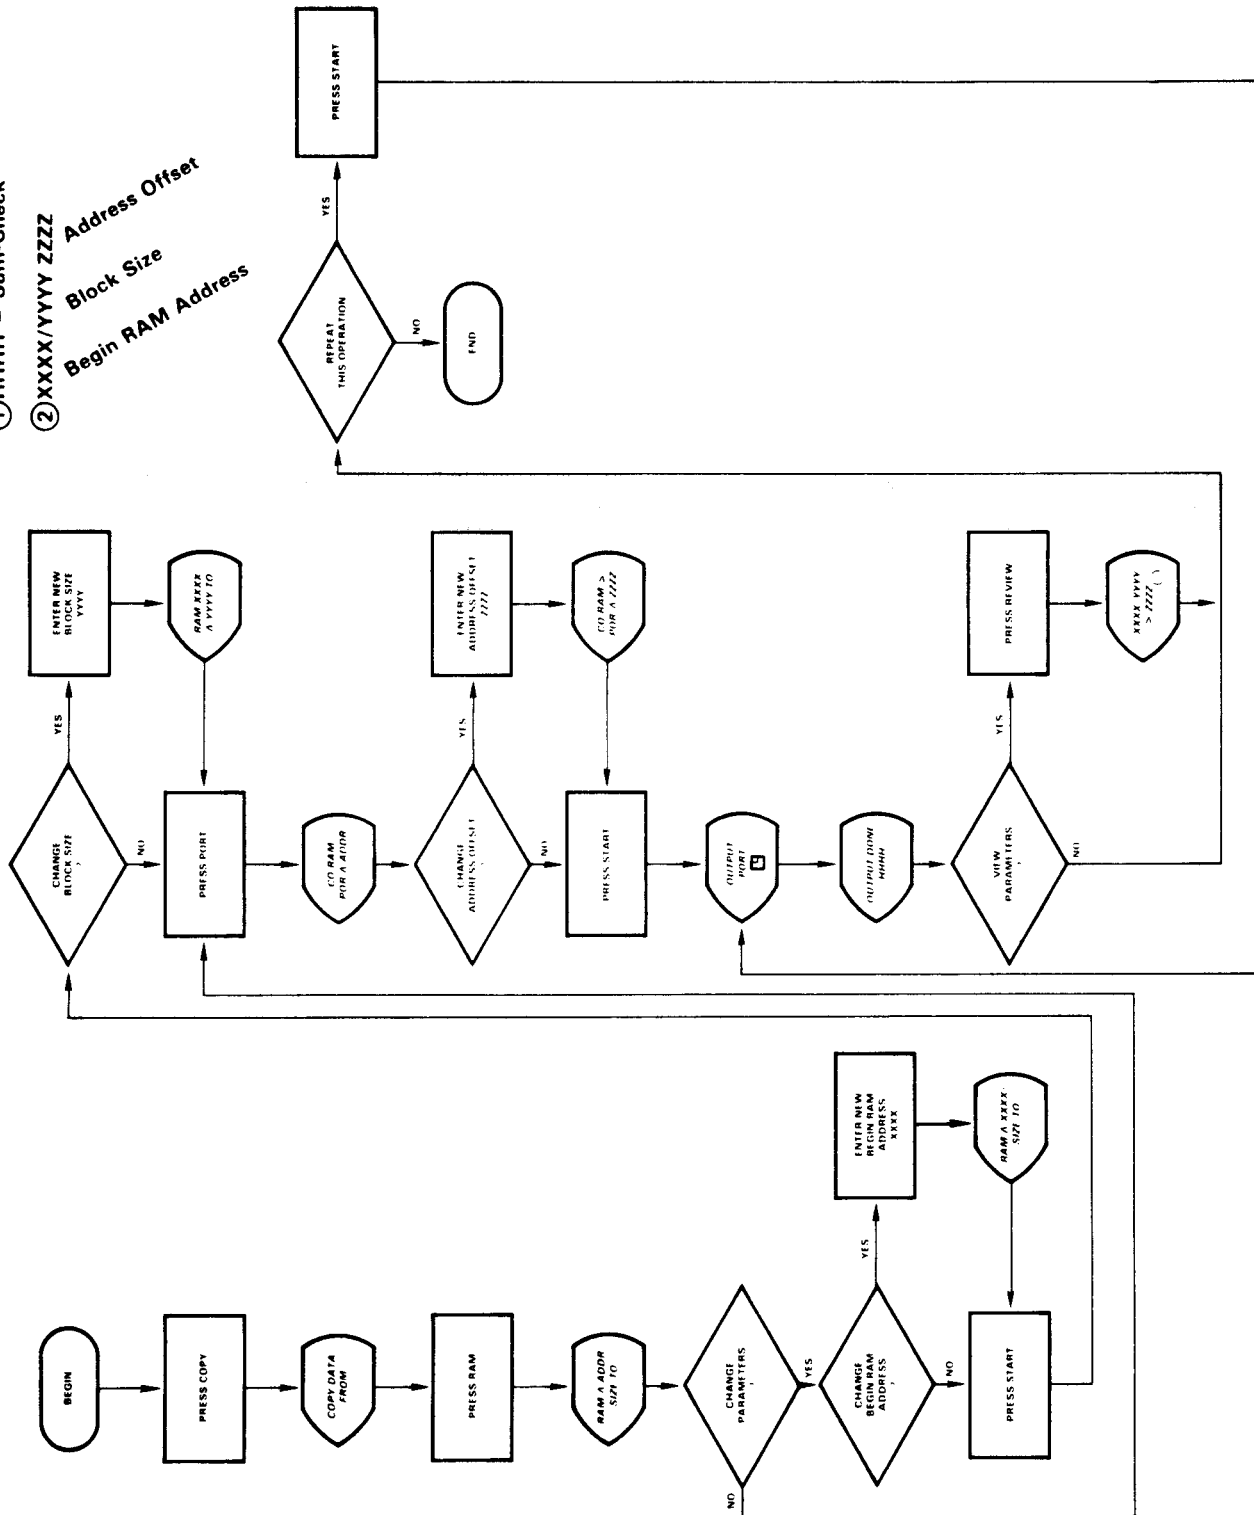 BEGIN
PRESS COPY
COPY DATA
FROM
PRESS RAM
RAM Λ ADDR
SIZE TO
CHANGE
PARAMETERS
NO
YES
CHANGE
BEGIN RAM
ADDRESS
YES
ENTER NEW
BEGIN RAM
ADDRESS
XXXX
RAM Λ XXXX
SIZE TO
NO
PRESS START
CHANGE
BLOCK SIZE
YES
ENTER NEW
BLOCK SIZE
YYYY
RAM XXXX
Λ YYYY TO
NO
PRESS PORT
CO RAM
POR Λ ADDR
CHANGE
ADDRESS OFFSET
YES
ENTER NEW
ADDRESS OFFSET
ZZZZ
CO RAM >
POR Λ ZZZZ
NO
PRESS START
OUTPUT
PORT
OUTPUT DONE
HHHH
VIEW
PARAMETERS
YES
PRESS REVIEW
XXXX YYYY
> ZZZZ
NO
REPEAT
THIS OPERATION
YES
PRESS START
NO
END
② XXXX/YYYY ZZZZ
Begin RAM Address
Block Size
Address Offset